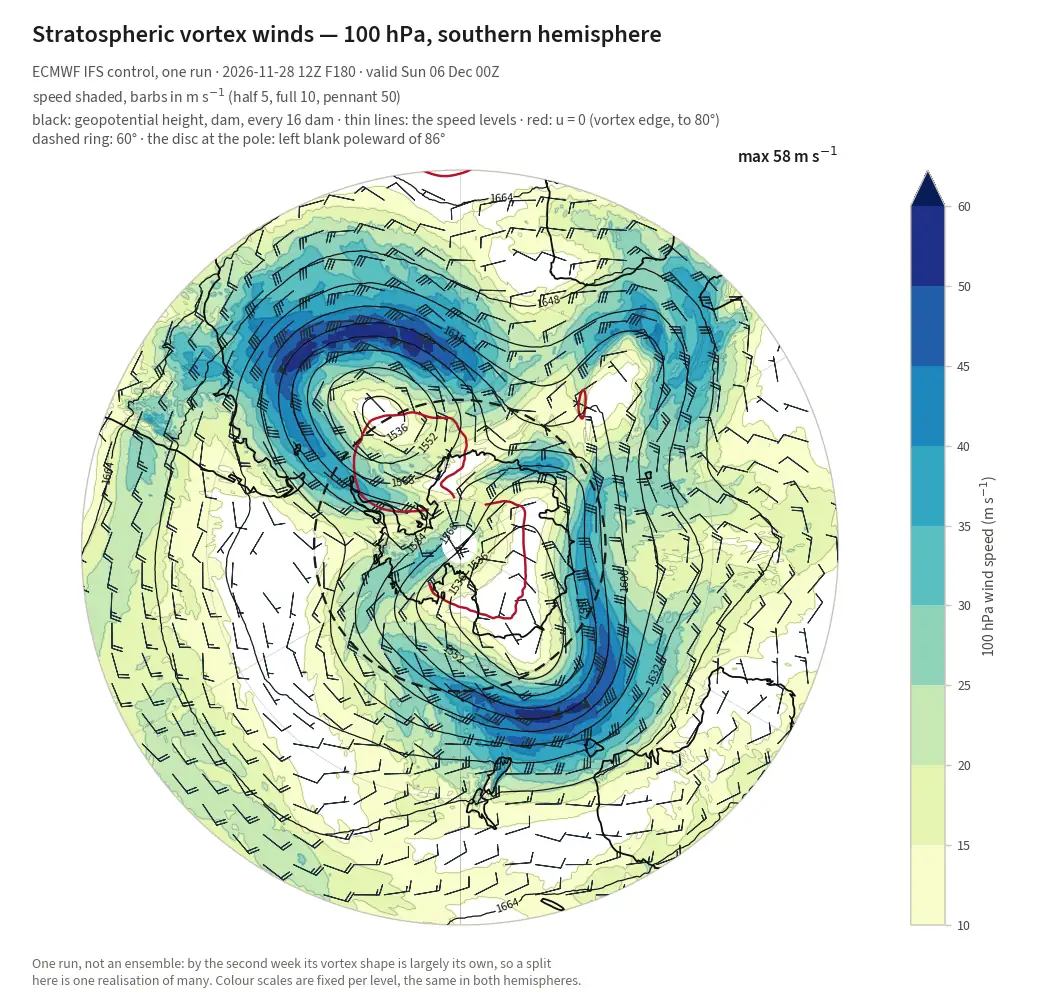 Stratospheric vortex winds — 100 hPa, southern hemisphere
ECMWF IFS control, one run · 2026-11-28 12Z F180 · valid Sun 06 Dec 00Z
speed shaded, barbs in m s⁻¹ (half 5, full 10, pennant 50)
black: geopotential height, dam, every 16 dam · thin lines: the speed levels · red: u = 0 (vortex edge, to 80°)
dashed ring: 60° · the disc at the pole: left blank poleward of 86°
max 58 m s⁻¹
1664
1648
1536
1552
1664
1600
1632
1552
1664
60
50
45
40
35
30
25
20
15
10
100 hPa wind speed (m s⁻¹)
One run, not an ensemble: by the second week its vortex shape is largely its own, so a split
here is one realisation of many. Colour scales are fixed per level, the same in both hemispheres.